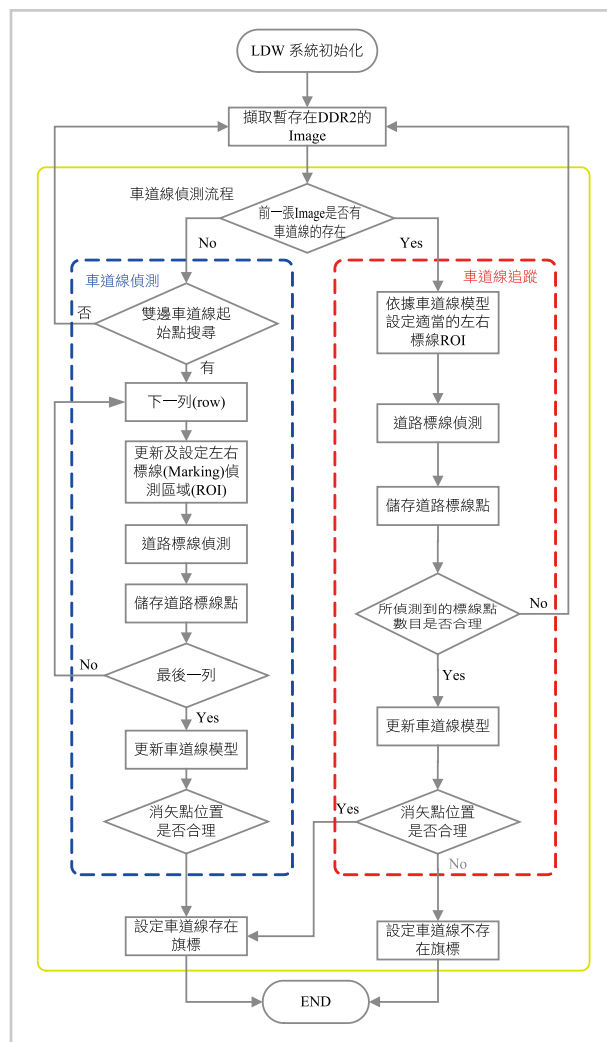 LDW 系統初始化
擷取暫存在DDR2的
Image
車道線偵測流程
前一張Image是否有
車道線的存在
No
Yes
車道線偵測
雙邊車道線起
始點搜尋
否
有
下一列(row)
更新及設定左右
標線(Marking)偵
測區域(ROI)
道路標線偵測
儲存道路標線點
最後一列
No
Yes
更新車道線模型
消矢點位置
是否合理
設定車道線存在
旗標
車道線追蹤
依據車道線模型
設定適當的左右
標線ROI
道路標線偵測
儲存道路標線點
所偵測到的標線點
數目是否合理
No
Yes
更新車道線模型
消矢點位置
是否合理
Yes
No
設定車道線不存
在旗標
END